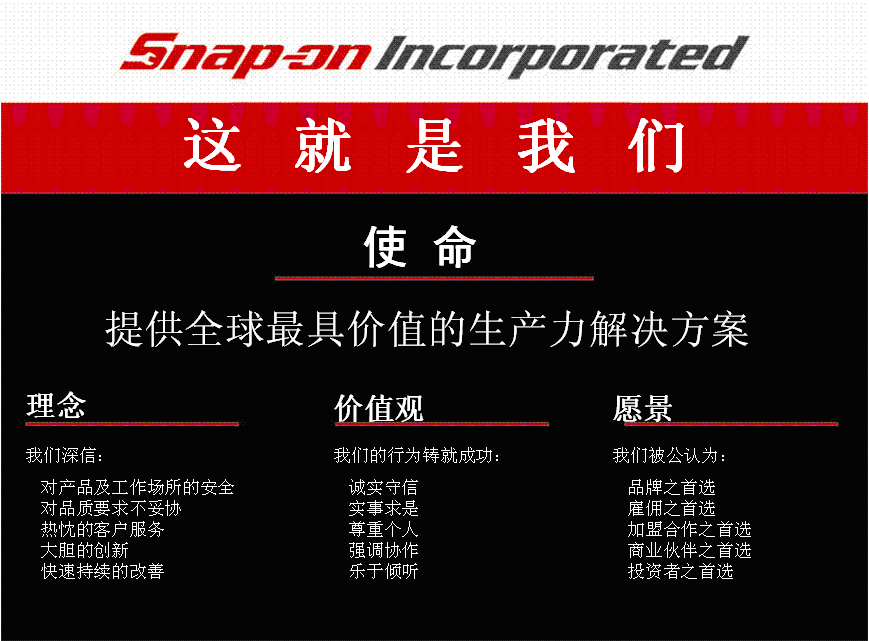 Snap-on Incorporated
这就是我们
使命
提供全球最具价值的生产力解决方案
理念
我们深信:
对产品及工作场所的安全
对品质要求不妥协
热忱的客户服务
大胆的创新
快速持续的改善
价值观
我们的行为铸就成功:
诚实守信
实事求是
尊重个人
强调协作
乐于倾听
愿景
我们被公认为:
品牌之首选
雇佣之首选
加盟合作之首选
商业伙伴之首选
投资者之首选